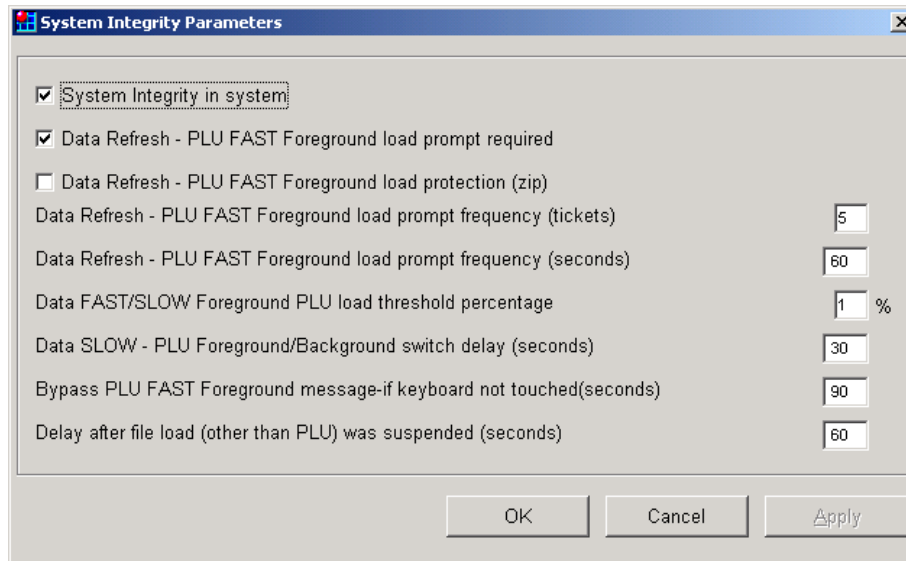 System Integrity Parameters
System Integrity in system
Data Refresh - PLU FAST Foreground load prompt required
Data Refresh - PLU FAST Foreground load protection (zip)
Data Refresh - PLU FAST Foreground load prompt frequency (tickets) 5
Data Refresh - PLU FAST Foreground load prompt frequency (seconds) 60
Data FAST/SLOW Foreground PLU load threshold percentage 1 %
Data SLOW - PLU Foreground/Background switch delay (seconds) 30
Bypass PLU FAST Foreground message-if keyboard not touched(seconds) 90
Delay after file load (other than PLU) was suspended (seconds) 60
OK Cancel Apply